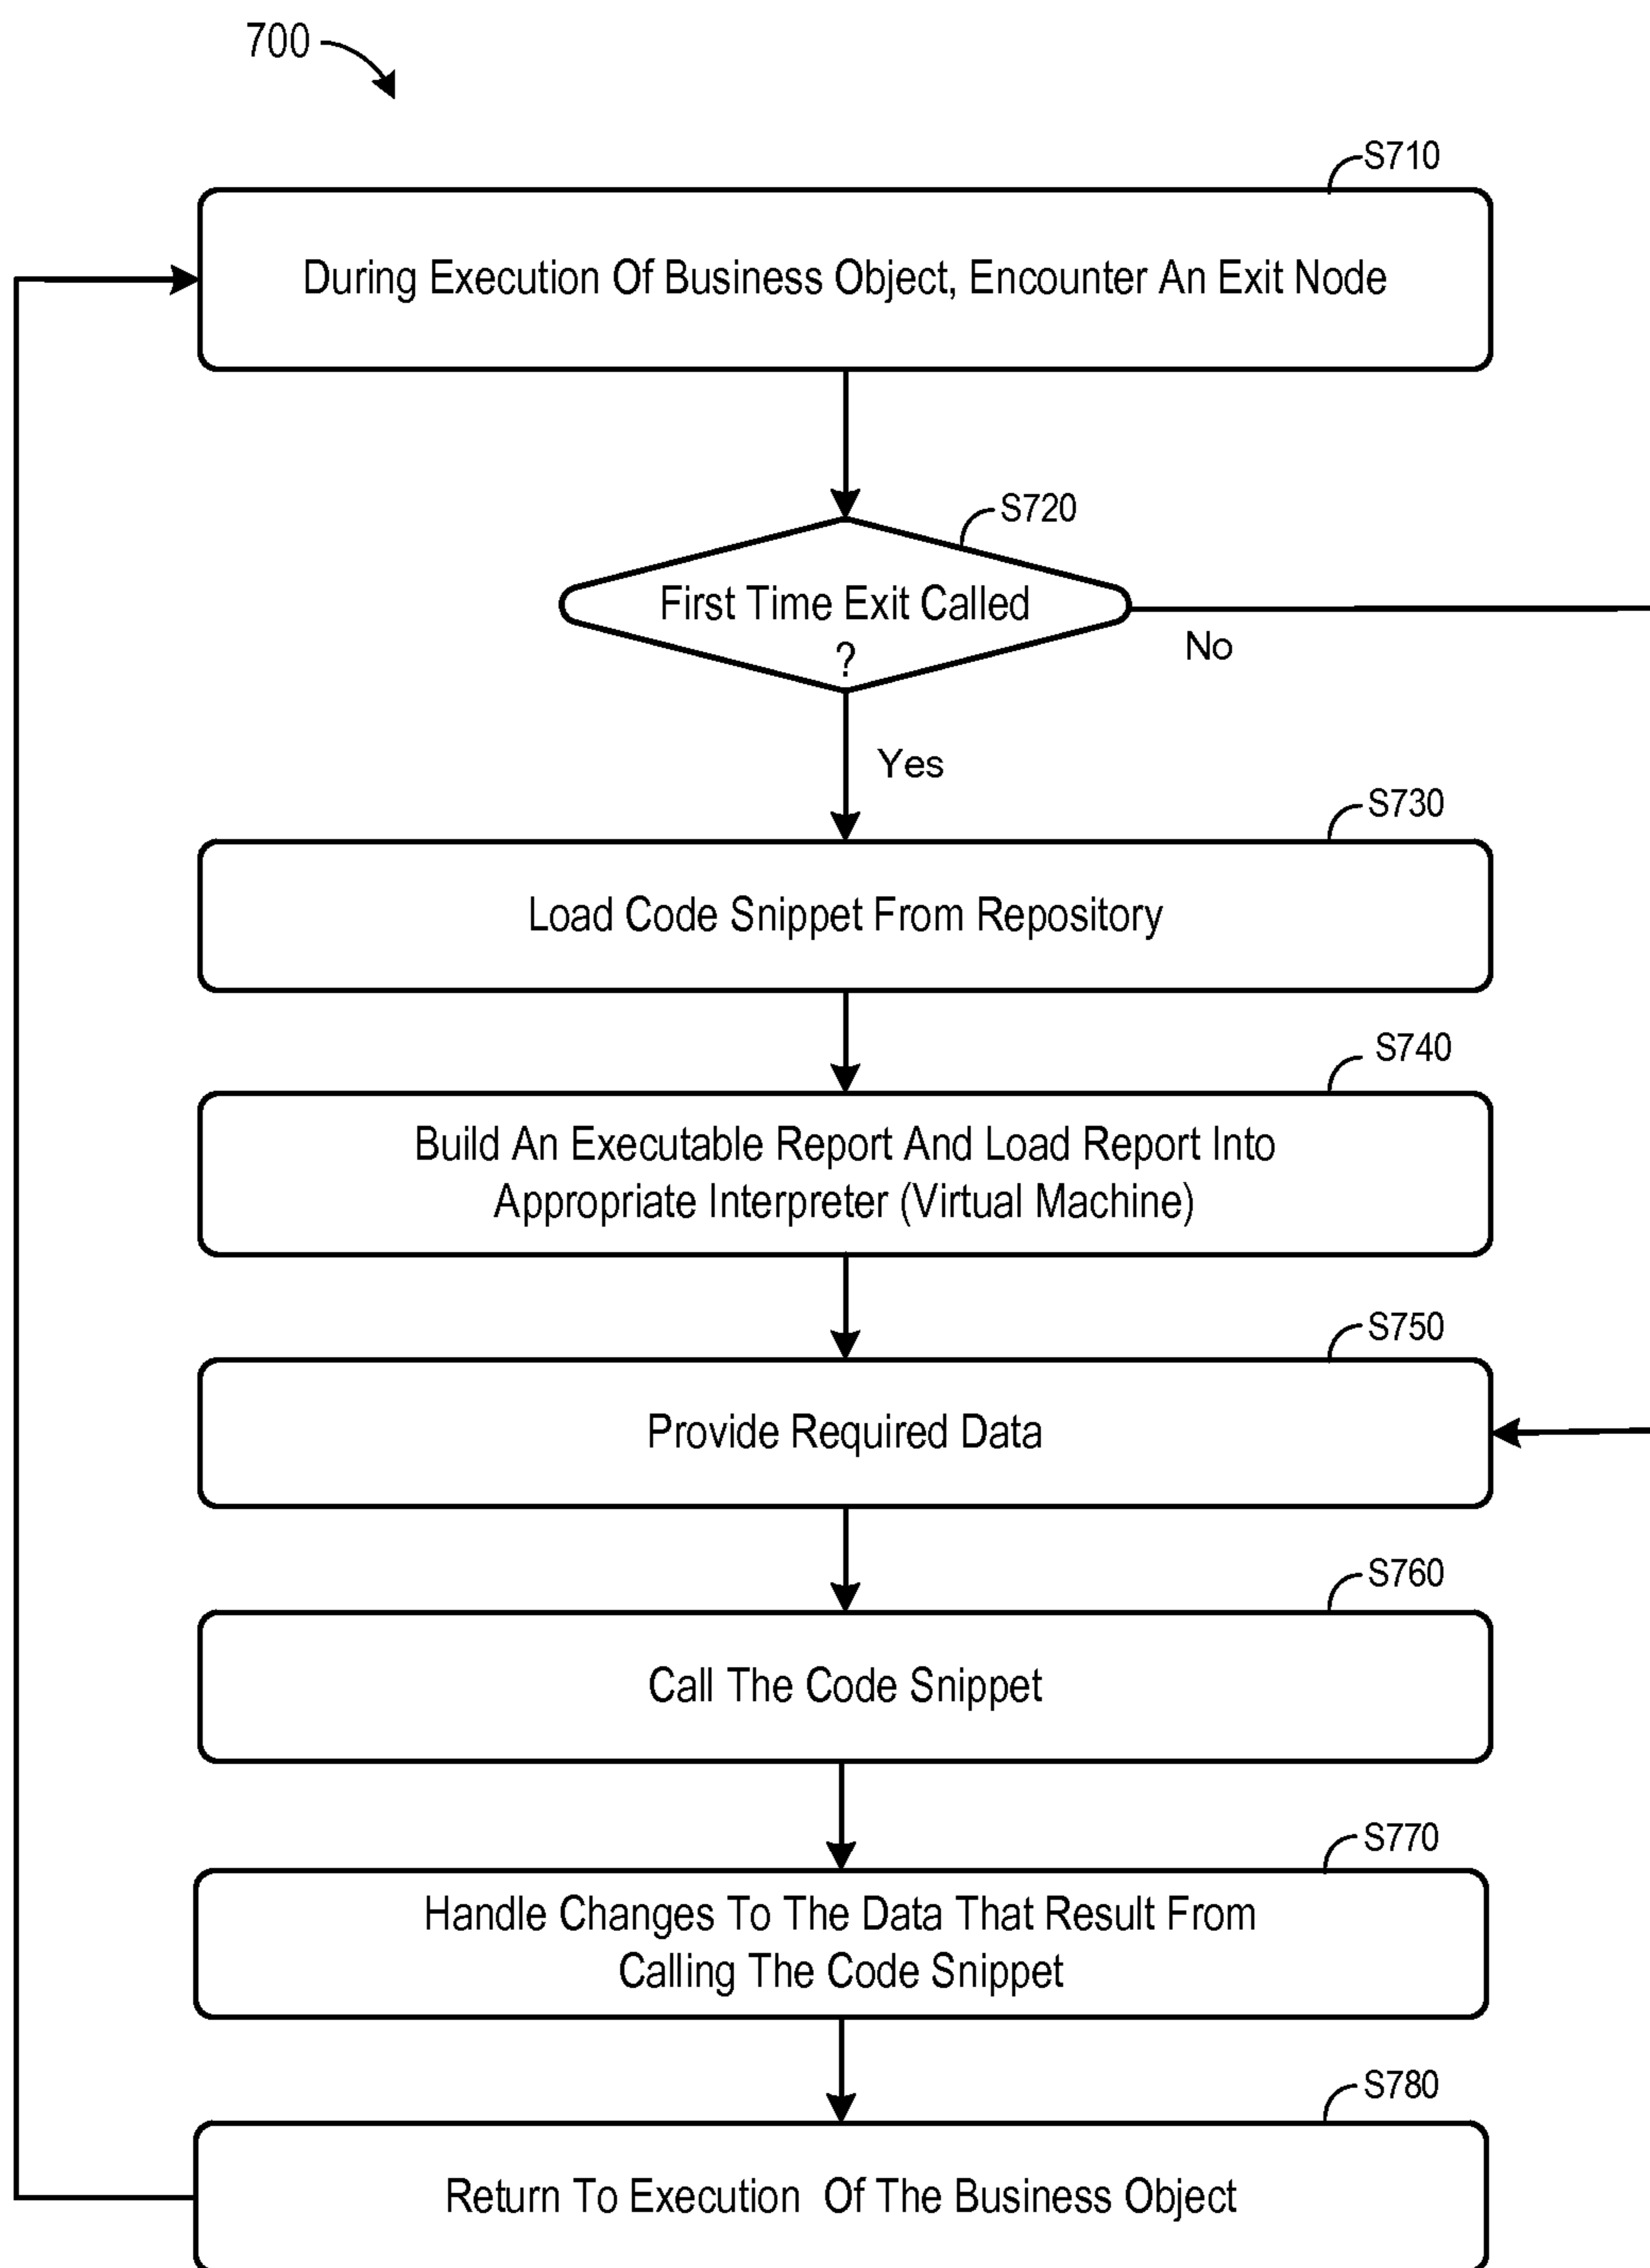 700
S710
During Execution Of Business Object, Encounter An Exit Node
S720
First Time Exit Called
?
No
Yes
S730
Load Code Snippet From Repository
S740
Build An Executable Report And Load Report Into
Appropriate Interpreter (Virtual Machine)
S750
Provide Required Data
S760
Call The Code Snippet
S770
Handle Changes To The Data That Result From
Calling The Code Snippet
S780
Return To Execution Of The Business Object